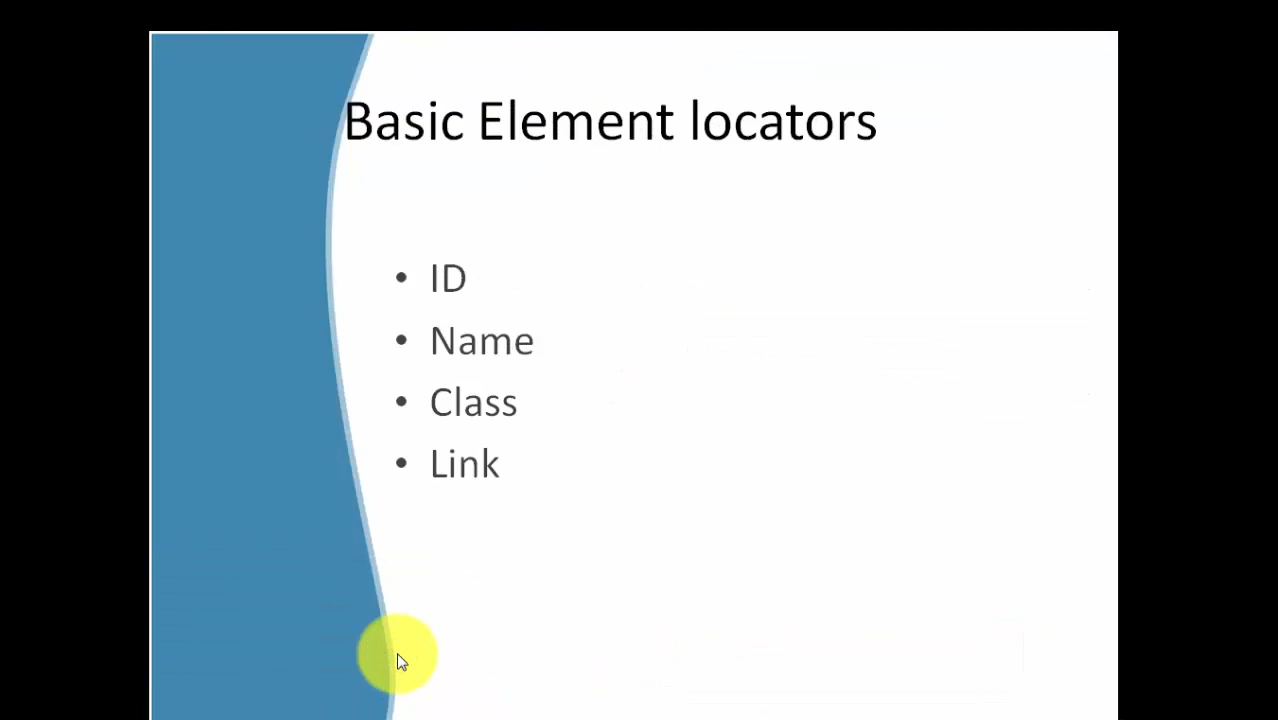 Basic Element locators
• ID
• Name
• Class
• Link